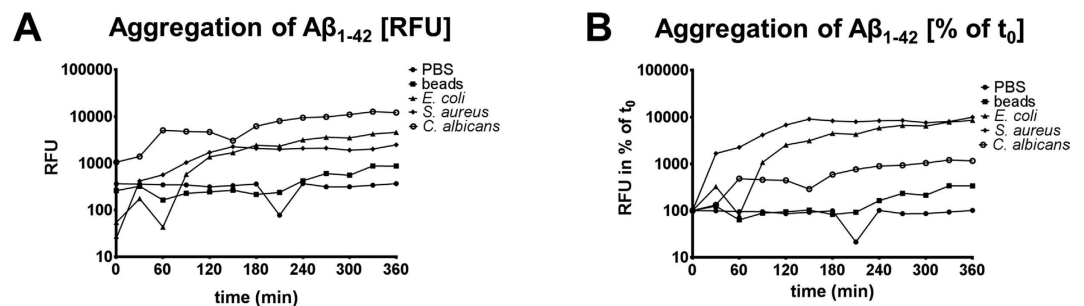 A Aggregation of Aβ1-42 [RFU]
100000
10000
1000
100
10
RFU
0 60 120 180 240 300 360
time (min)
PBS
beads
E. coli
S. aureus
C. albicans
B Aggregation of Aβ1-42 [% of t0]
100000
10000
1000
100
10
RFU in % of t0
0 60 120 180 240 300 360
time (min)
PBS
beads
E. coli
S. aureus
C. albicans